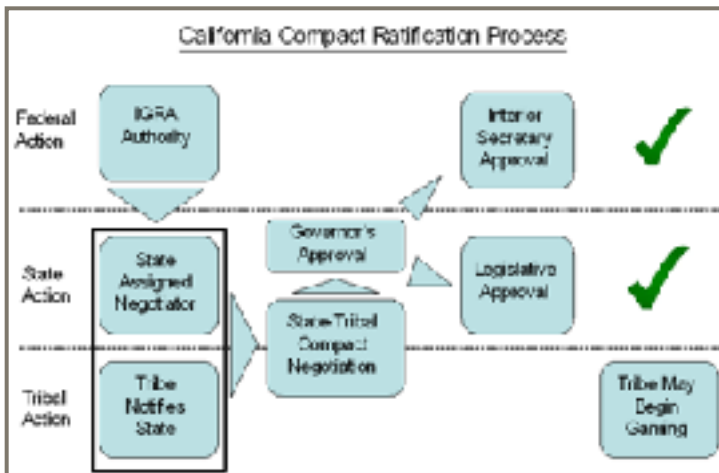 California Compact Ratification Process
Federal
Action
IGRA
Authority
Interior
Secretary
Approval
State
Action
State
Assigned
Negotiator
Governor's
Approval
Legislative
Approval
State-Tribal
Compact
Negotiation
Tribal
Action
Tribe
Notifies
State
Tribe May
Begin
Gaming